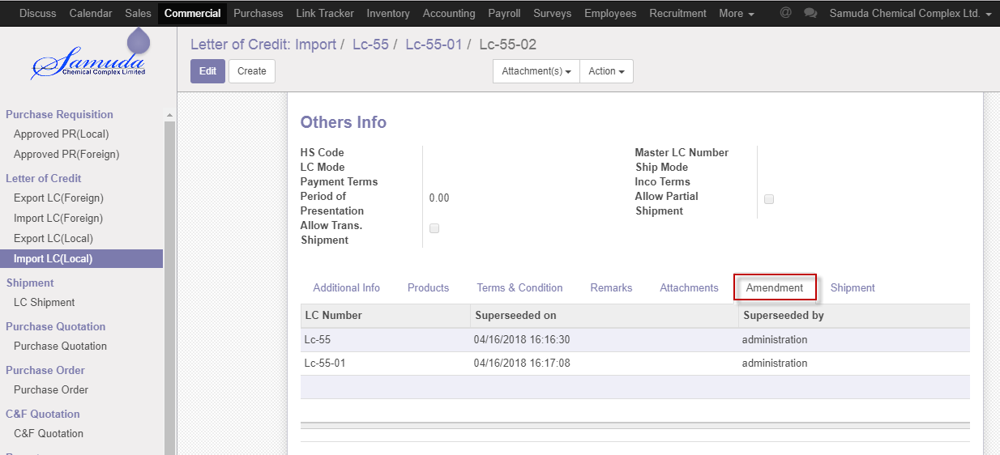 Discuss Calendar Sales Commercial Purchases Link Tracker Inventory Accounting Payroll Surveys Employees Recruitment More @ Samuda Chemical Complex Ltd.
Samuda
Chemical Complex Limited
Letter of Credit: Import / Lc-55 / Lc-55-01 / Lc-55-02
Edit Create Attachment(s) Action
Purchase Requisition
Approved PR(Local)
Approved PR(Foreign)
Letter of Credit
Export LC(Foreign)
Import LC(Foreign)
Export LC(Local)
Import LC(Local)
Shipment
LC Shipment
Purchase Quotation
Purchase Quotation
Purchase Order
Purchase Order
C&F Quotation
C&F Quotation
Others Info
HS Code
LC Mode
Payment Terms
Period of
Presentation
0.00
Allow Trans.
Shipment
Master LC Number
Ship Mode
Inco Terms
Allow Partial
Shipment
Additional Info Products Terms & Condition Remarks Attachments Amendment Shipment
LC Number Superseeded on Superseeded by
Lc-55 04/16/2018 16:16:30 administration
Lc-55-01 04/16/2018 16:17:08 administration